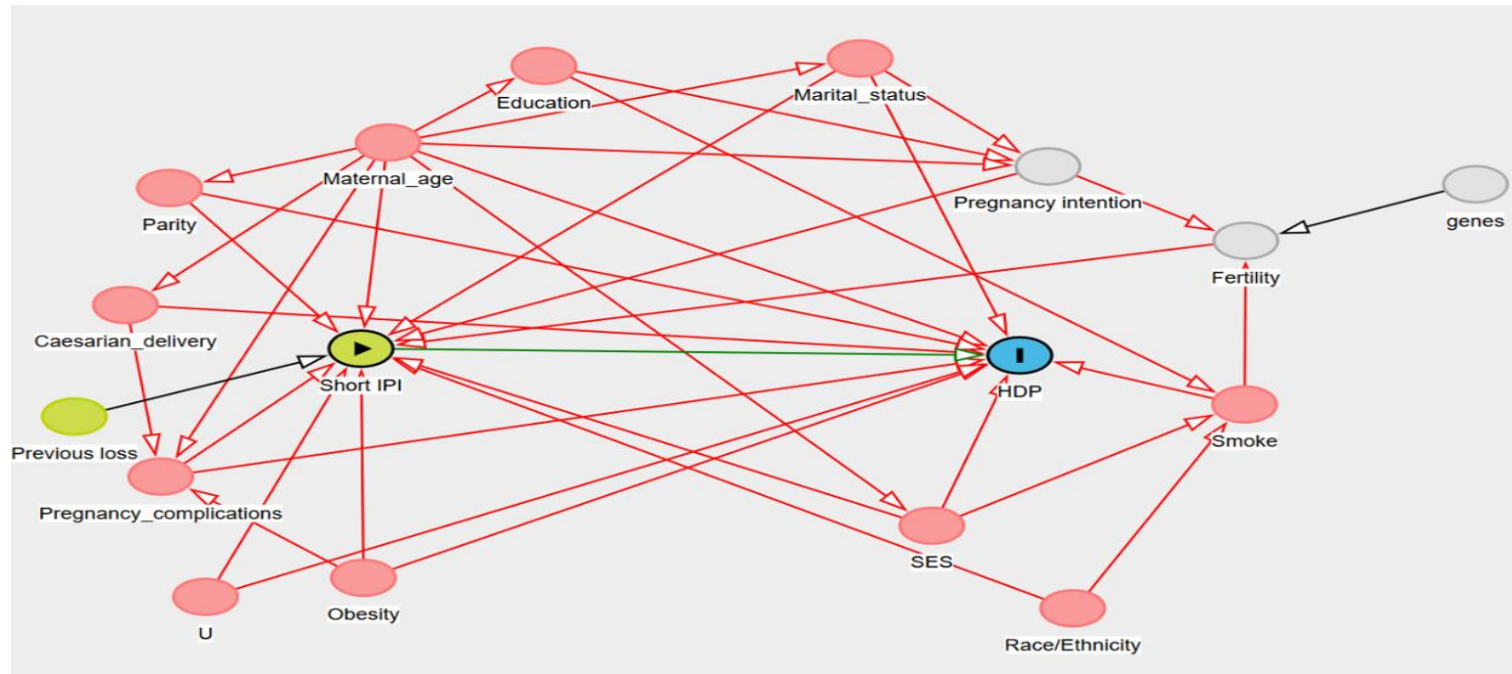 Education
Marital_status
Maternal_age
Parity
Pregnancy intention
genes
Fertility
Caesarian_delivery
Short IPI
HDP
Smoke
Previous loss
Pregnancy_complications
SES
Obesity
U
Race/Ethnicity